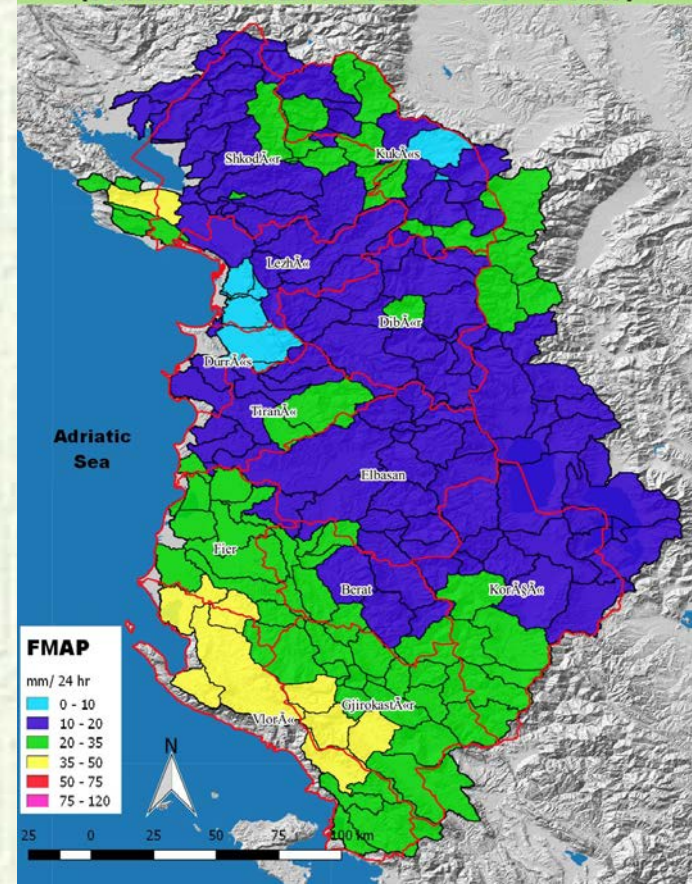 ShkodÃ«r
KukÃ«s
LezhÃ«
DibÃ«r
DurrÃ«s
TiranÃ«
Adriatic
Sea
Elbasan
Fier
Berat
KorÃ§Ã«
FMAP
mm/ 24 hr
0 - 10
10 - 20
20 - 35
35 - 50
50 - 75
75 - 120
GjirokastÃ«r
VlorÃ«
N
25 0 25 50 75 100 km